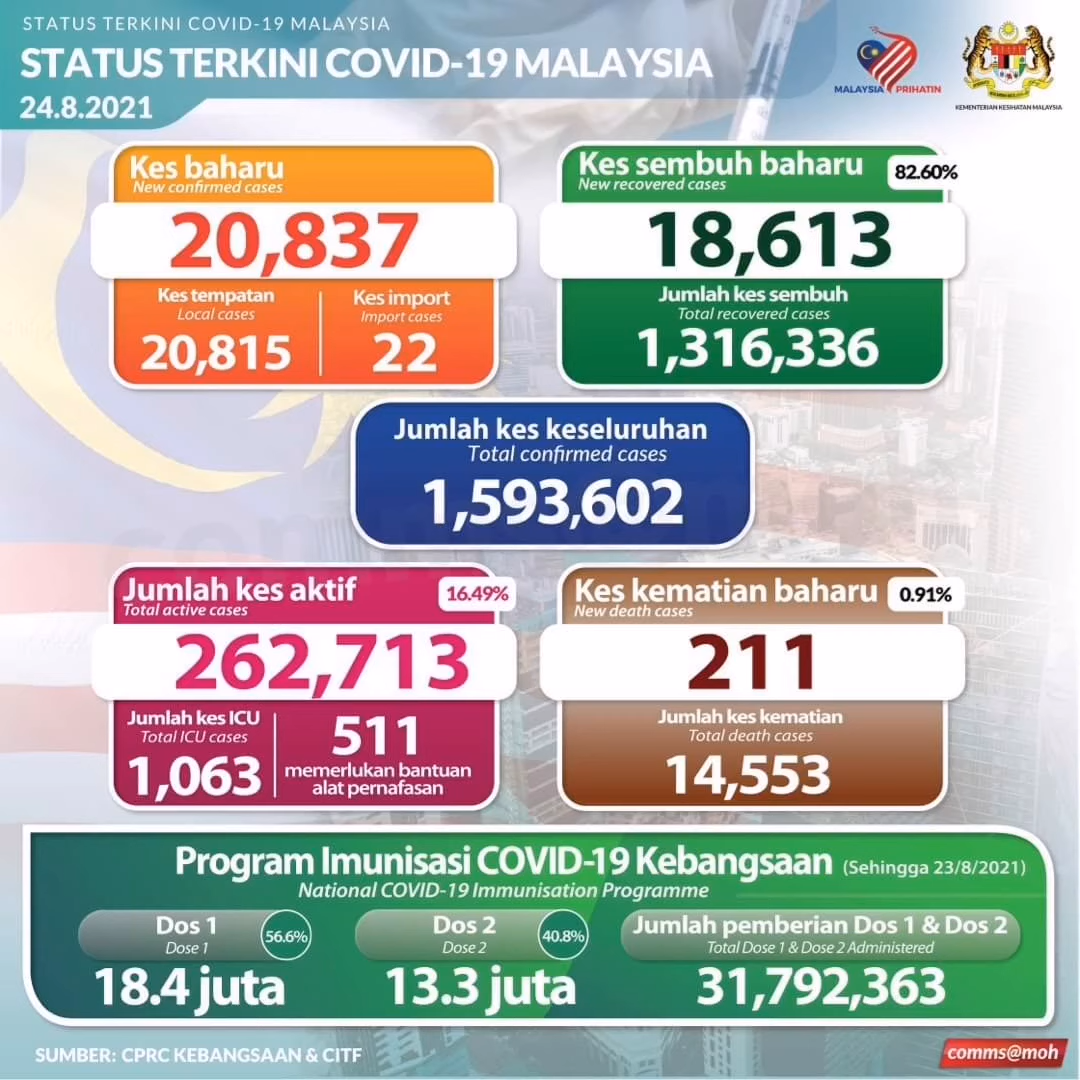 STATUS TERKINI COVID-19 MALAYSIA
STATUS TERKINI COVID-19 MALAYSIA
24.8.2021
MALAYSIA PRIHATIN
KEMENTERIAN KESIHATAN MALAYSIA
Kes baharu
New confirmed cases
20,837
Kes tempatan
Local cases
20,815
Kes import
Import cases
22
Kes sembuh baharu
New recovered cases
82.60%
18,613
Jumlah kes sembuh
Total recovered cases
1,316,336
Jumlah kes keseluruhan
Total confirmed cases
1,593,602
Jumlah kes aktif
Total active cases
16.49%
262,713
Jumlah kes ICU
Total ICU cases
1,063
511
memerlukan bantuan
alat pernafasan
Kes kematian baharu
New death cases
0.91%
211
Jumlah kes kematian
Total death cases
14,553
Program Imunisasi COVID-19 Kebangsaan (Sehingga 23/8/2021)
National COVID-19 Immunisation Programme
Dos 1
Dose 1
56.6%
18.4 juta
Dos 2
Dose 2
40.8%
13.3 juta
Jumlah pemberian Dos 1 & Dos 2
Total Dose 1 & Dose 2 Administered
31,792,363
SUMBER: CPRC KEBANGSAAN & CITF
comms@moh